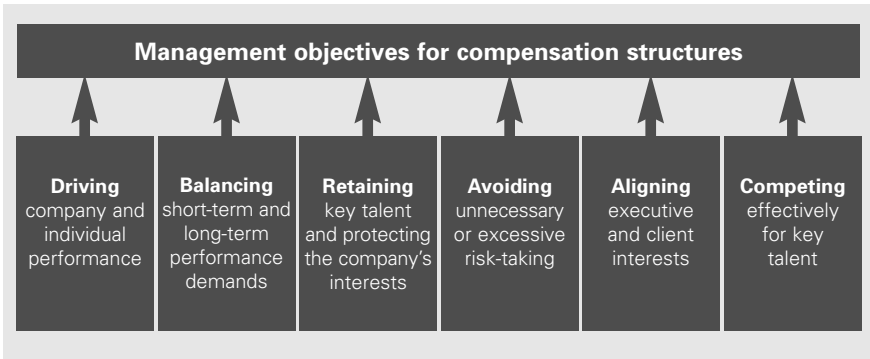 Management objectives for compensation structures
Driving
company and
individual
performance
Balancing
short-term and
long-term
performance
demands
Retaining
key talent
and protecting
the company's
interests
Avoiding
unnecessary
or excessive
risk-taking
Aligning
executive
and client
interests
Competing
effectively
for key
talent